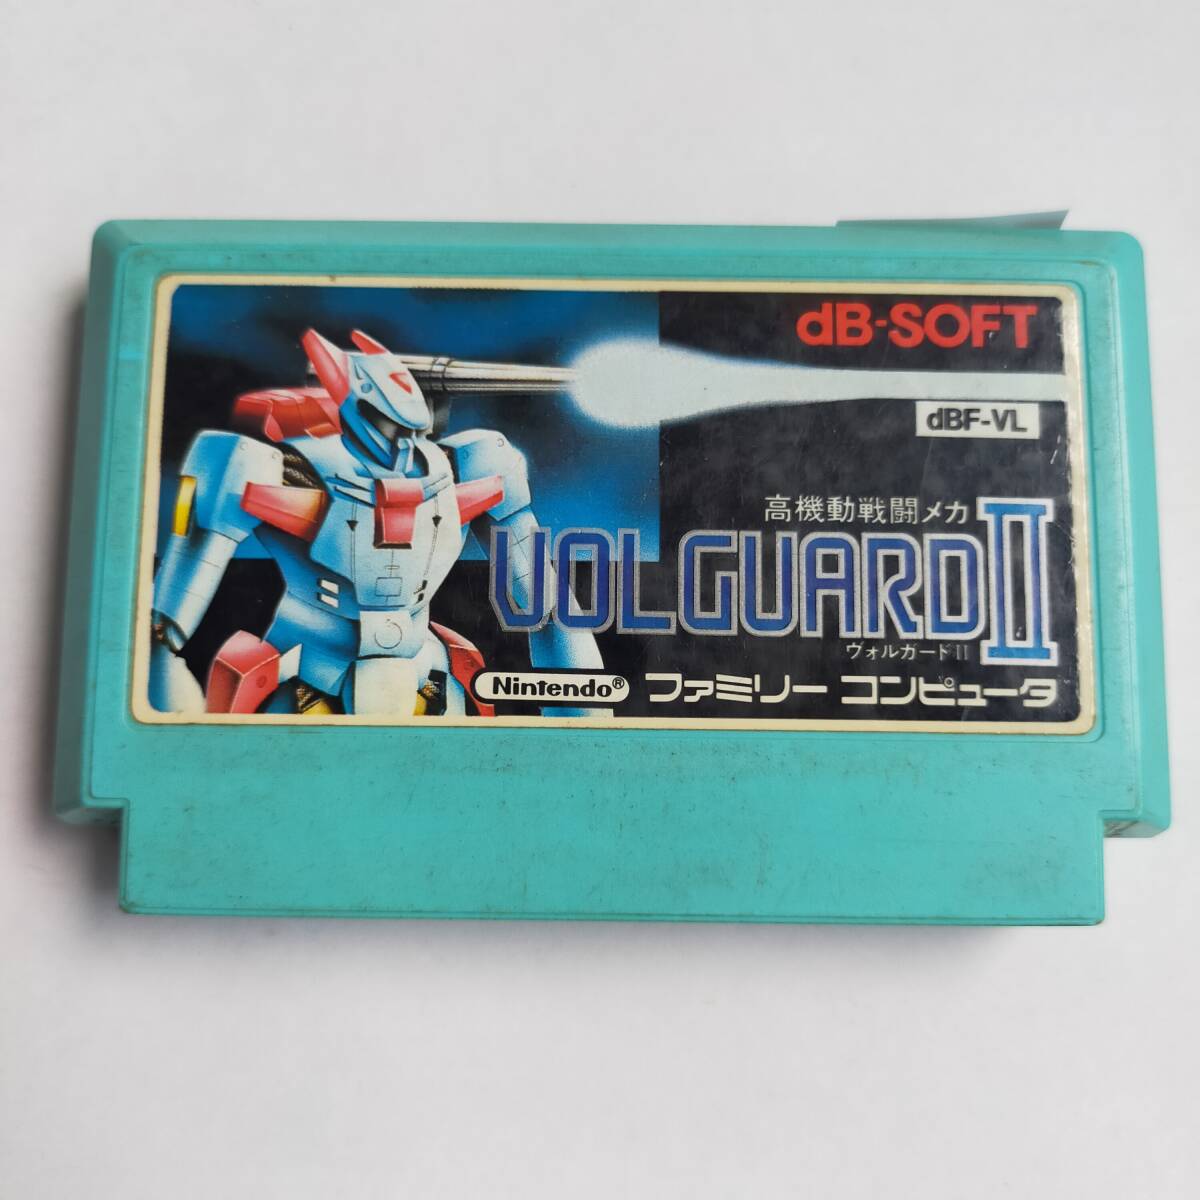 dB-SOFT
dBF-VL
高機動戦闘メカ
VOLGUARD II
ヴォルガードII
Nintendo® ファミリー コンピュータ